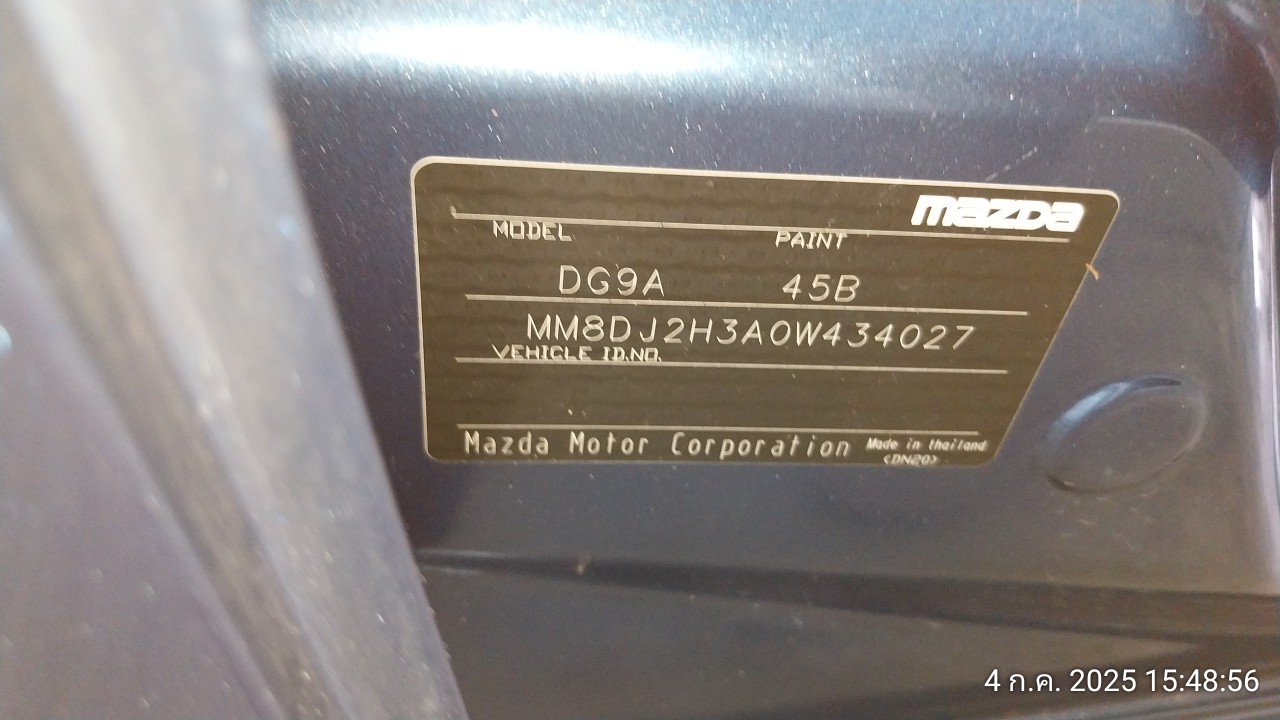 mazda
MODEL PAINT
DG9A 45B
MM8DJ2H3A0W434027
VEHICLE ID.NO.
Mazda Motor Corporation Made in thailand
<DN20>
4 ก.ค. 2025 15:48:56